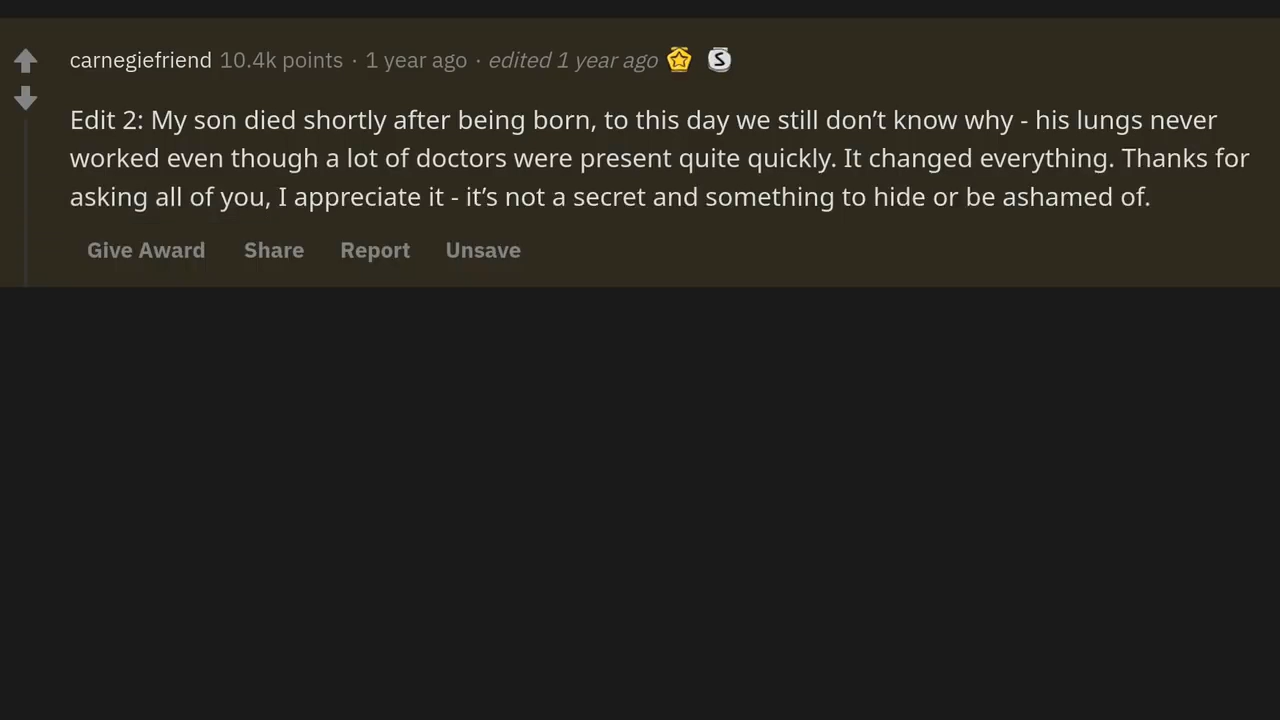 carnegiefriend 10.4k points · 1 year ago · edited 1 year ago
Edit 2: My son died shortly after being born, to this day we still don’t know why - his lungs never
worked even though a lot of doctors were present quite quickly. It changed everything. Thanks for
asking all of you, I appreciate it - it’s not a secret and something to hide or be ashamed of.
Give Award Share Report Unsave